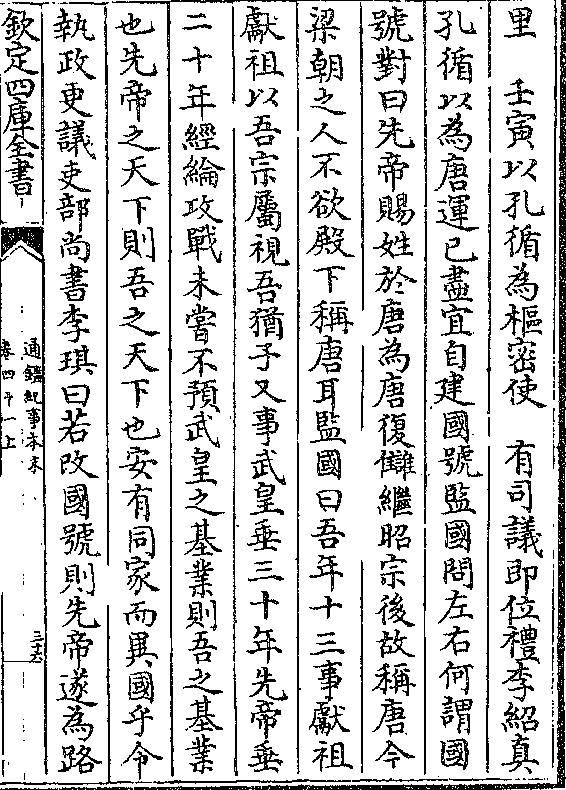 里　壬寅以孔循為樞密使　有司議即位禮李紹真
孔循以為唐運已盡宜自建國號監國問左右何謂國
號對曰先帝賜姓於唐為唐復讎繼昭宗後故稱唐今
梁朝之人不欲殿下稱唐耳監國曰吾年十三事獻祖
獻祖以吾宗屬視吾猶子又事武皇垂三十年先帝垂
二十年經綸攻戰未嘗不預武皇之基業則吾之基業
也先帝之天下則吾之天下也安有同家而異國乎令
執政更議吏部尚書李琪曰若改國號則先帝遂為路
欽定四庫全書
通鑑紀事本末
卷四十一上
三十六